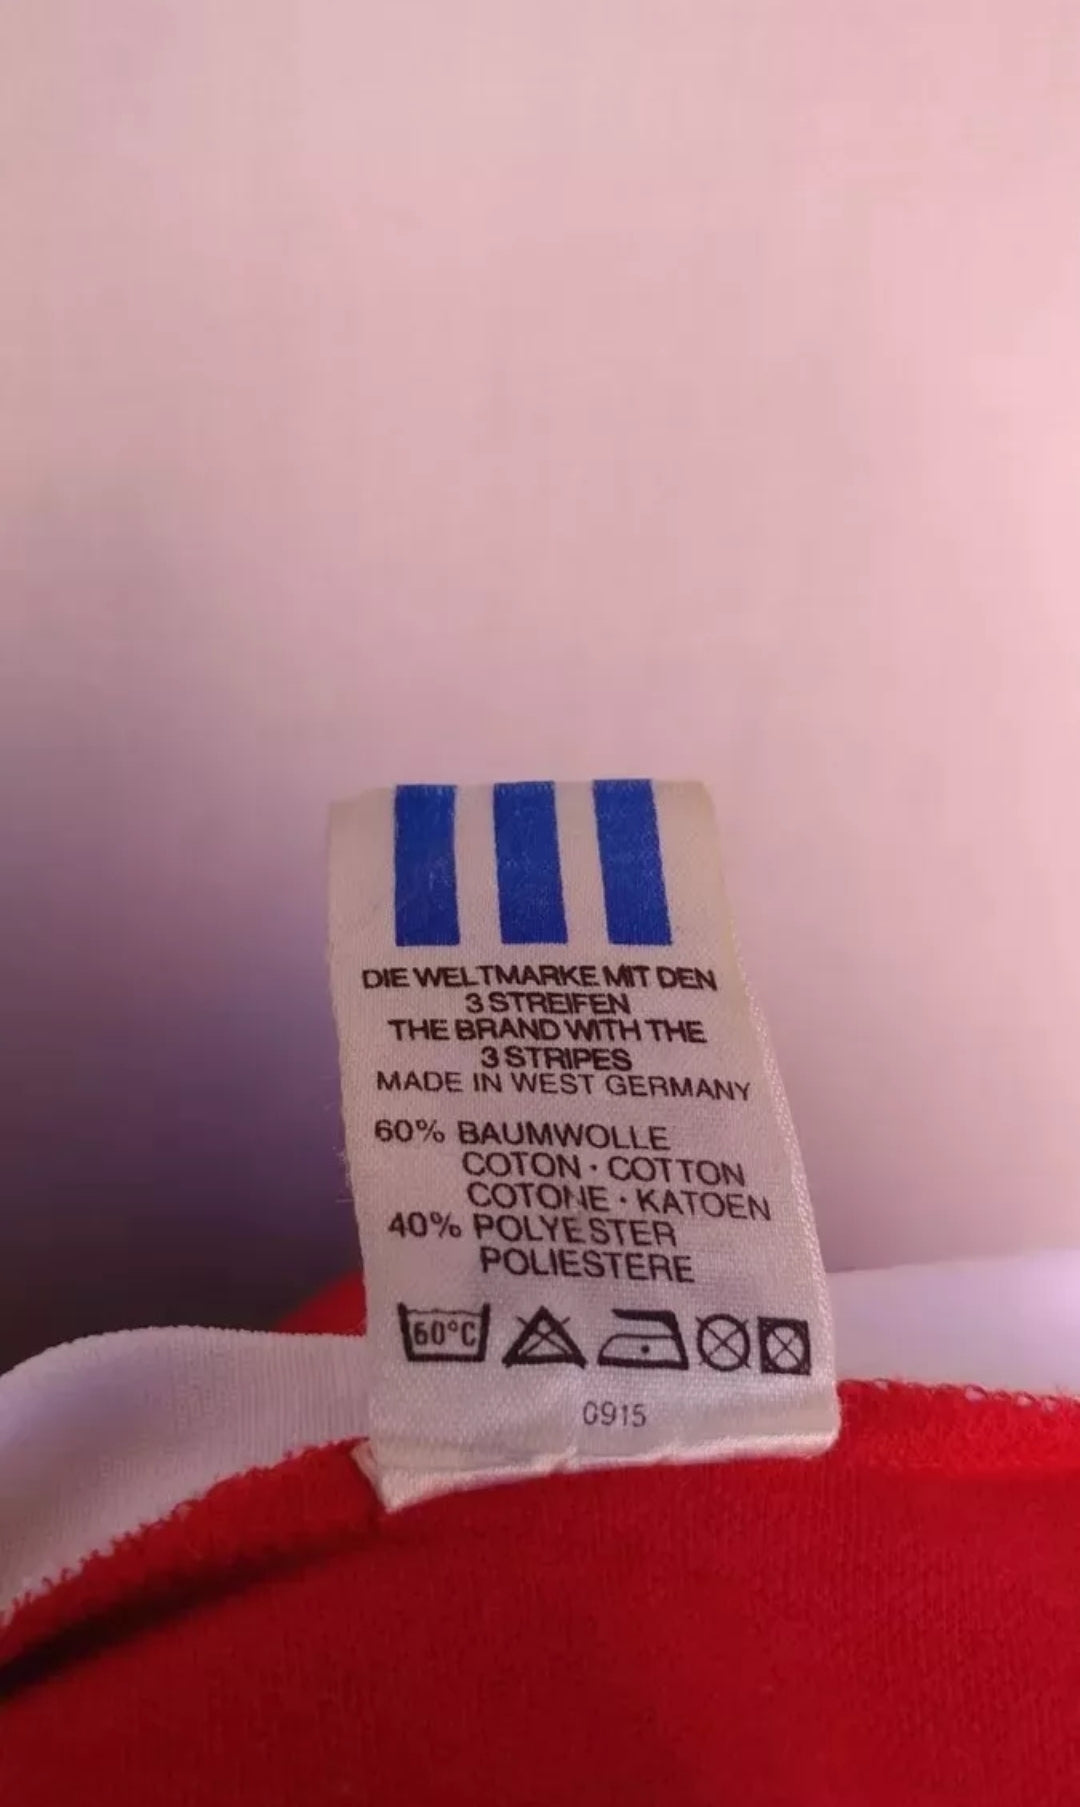 DIE WELTMARKE MIT DEN
3 STREIFEN
THE BRAND WITH THE
3 STRIPES
MADE IN WEST GERMANY
60% BAUMWOLLE
COTON · COTTON
COTONE · KATOEN
40% POLYESTER
POLIESTERE
60°C
0915